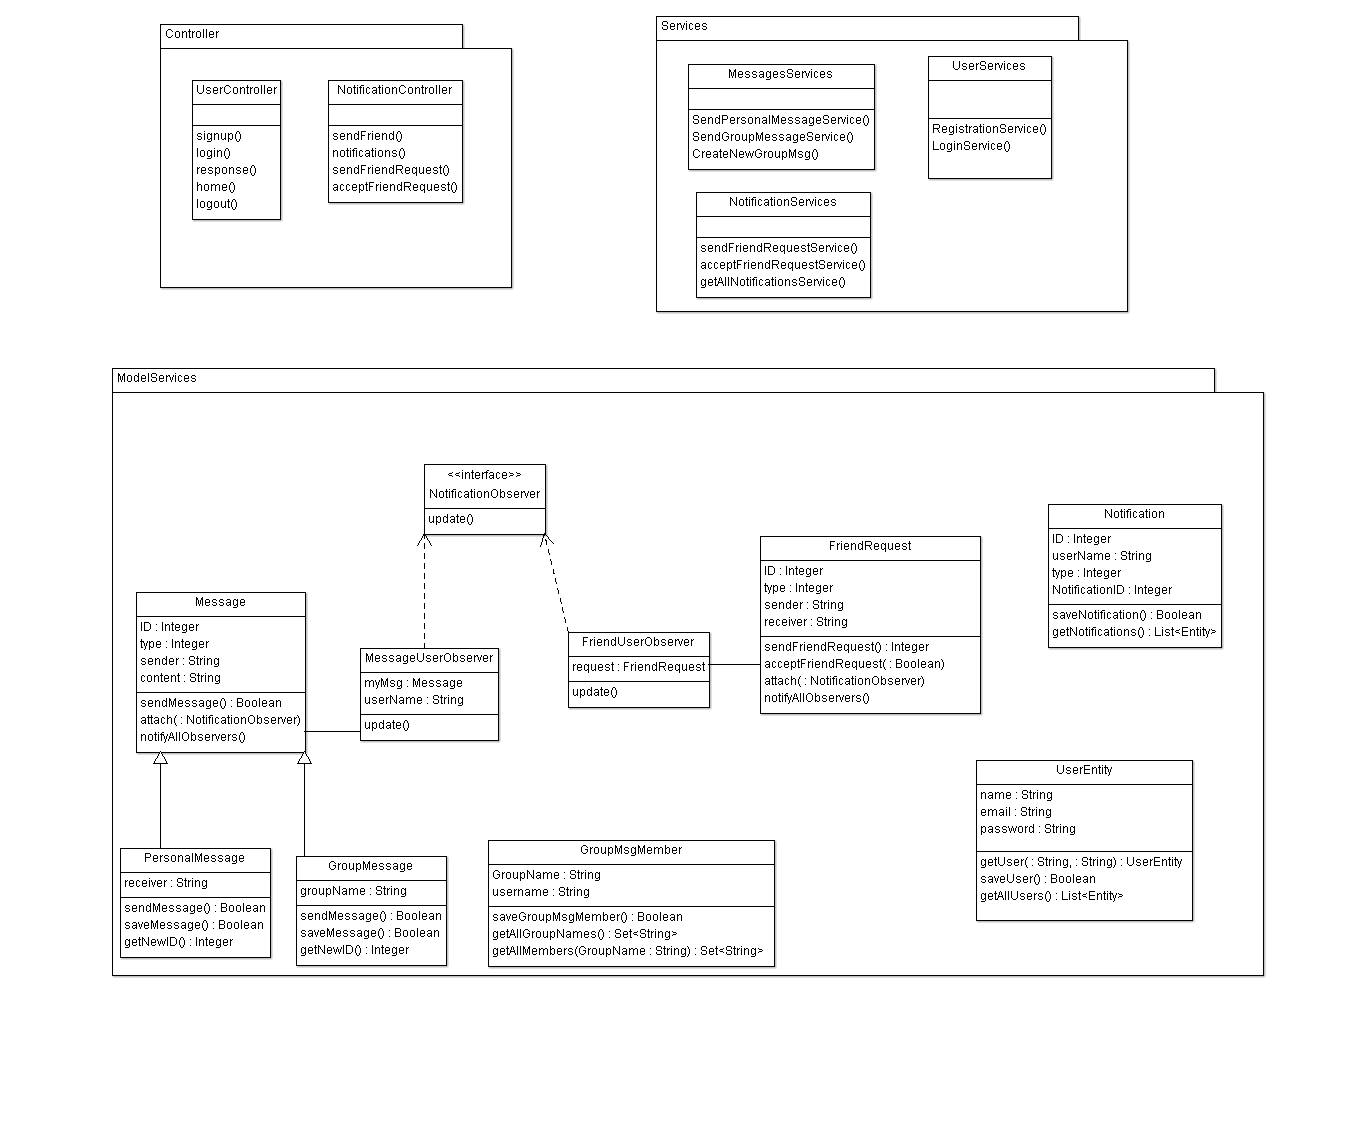 Controller
UserController
signup()
login()
response()
home()
logout()
NotificationController
sendFriend()
notifications()
sendFriendRequest()
acceptFriendRequest()
Services
MessagesServices
SendPersonalMessageService()
SendGroupMessageService()
CreateNewGroupMsg()
UserServices
RegistrationService()
LoginService()
NotificationServices
sendFriendRequestService()
acceptFriendRequestService()
getAllNotificationsService()
ModelServices
<<interface>>
NotificationObserver
update()
Notification
ID : Integer
userName : String
type : Integer
NotificationID : Integer
saveNotification() : Boolean
getNotifications() : List<Entity>
FriendRequest
ID : Integer
type : Integer
sender : String
receiver : String
sendFriendRequest() : Integer
acceptFriendRequest( : Boolean)
attach( : NotificationObserver)
notifyAllObservers()
Message
ID : Integer
type : Integer
sender : String
content : String
sendMessage() : Boolean
attach( : NotificationObserver)
notifyAllObservers()
MessageUserObserver
myMsg : Message
userName : String
update()
FriendUserObserver
request : FriendRequest
update()
UserEntity
name : String
email : String
password : String
getUser( : String, : String) : UserEntity
saveUser() : Boolean
getAllUsers() : List<Entity>
PersonalMessage
receiver : String
sendMessage() : Boolean
saveMessage() : Boolean
getNewID() : Integer
GroupMessage
groupName : String
sendMessage() : Boolean
saveMessage() : Boolean
getNewID() : Integer
GroupMsgMember
GroupName : String
username : String
saveGroupMsgMember() : Boolean
getAllGroupNames() : Set<String>
getAllMembers(GroupName : String) : Set<String>